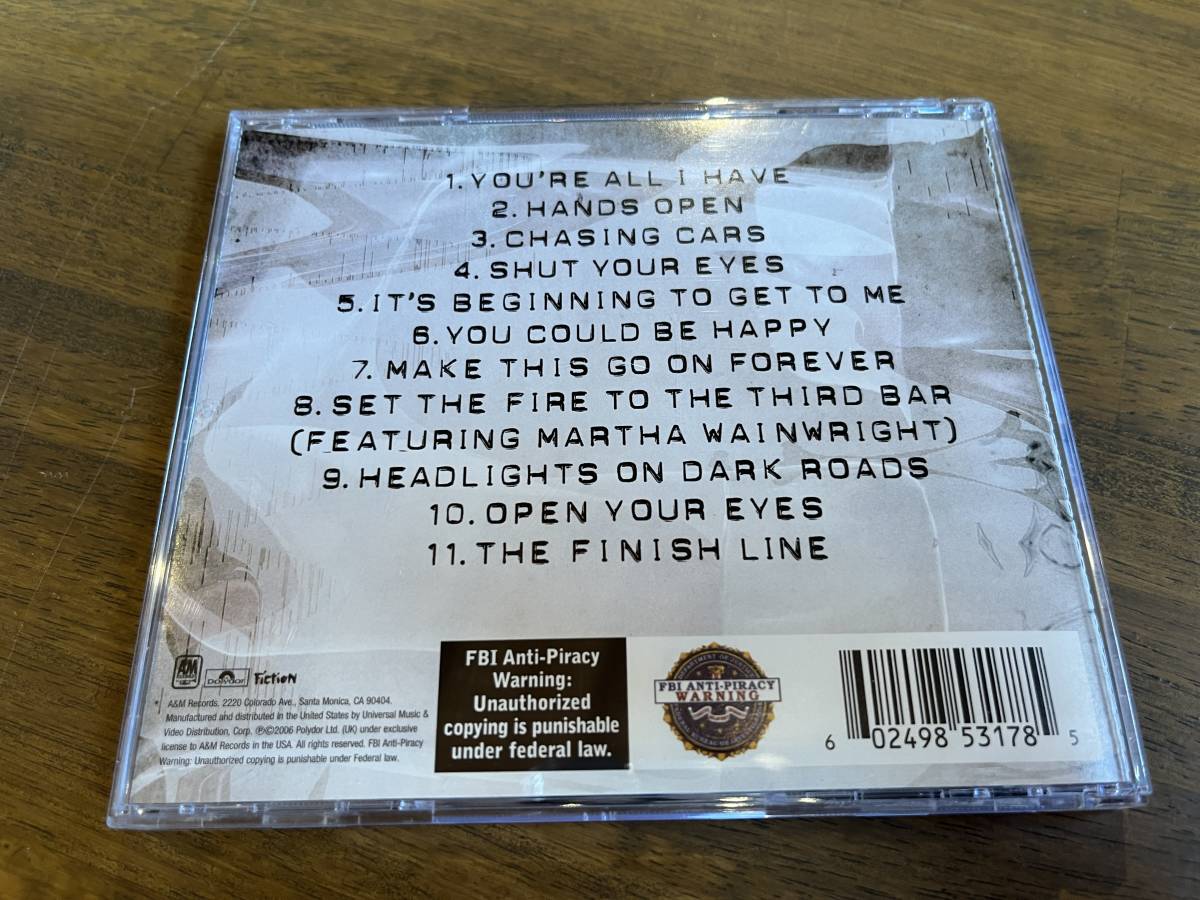 1. YOU'RE ALL I HAVE
2. HANDS OPEN
3. CHASING CARS
4. SHUT YOUR EYES
5. IT'S BEGINNING TO GET TO ME
6. YOU COULD BE HAPPY
7. MAKE THIS GO ON FOREVER
8. SET THE FIRE TO THE THIRD BAR
(FEATURING MARTHA WAINWRIGHT)
9. HEADLIGHTS ON DARK ROADS
10. OPEN YOUR EYES
11. THE FINISH LINE
A&M
Polydor
Fiction
A&M Records. 2220 Colorado Ave., Santa Monica, CA 90404.
Manufactured and distributed in the United States by Universal Music &
Video Distribution, Corp. ℗©2006 Polydor Ltd. (UK) under exclusive
license to A&M Records in the USA. All rights reserved. FBI Anti-Piracy
Warning: Unauthorized copying is punishable under Federal law.
FBI Anti-Piracy
Warning:
Unauthorized
copying is punishable
under federal law.
DEPARTMENT OF JUSTICE
FBI ANTI-PIRACY
WARNING
6 02498 53178 5